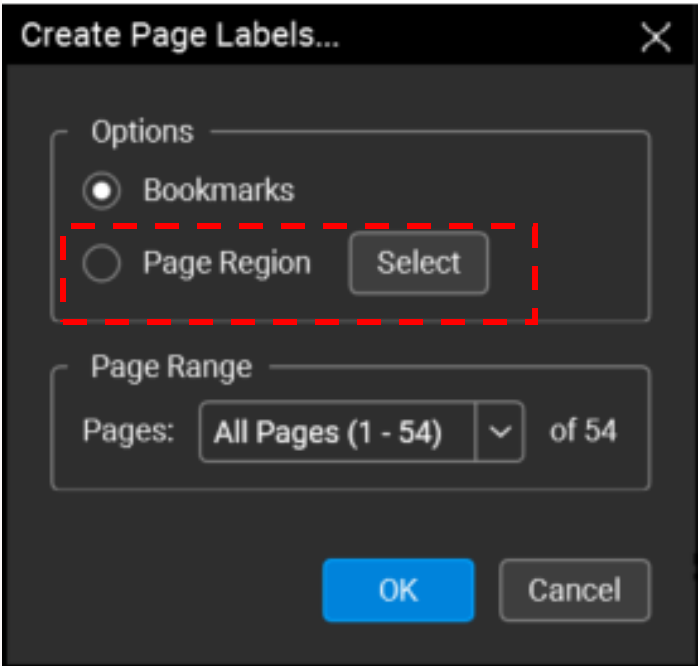 Create Page Labels...
Options
Bookmarks
Page Region Select
Page Range
Pages: All Pages (1 - 54) of 54
OK Cancel